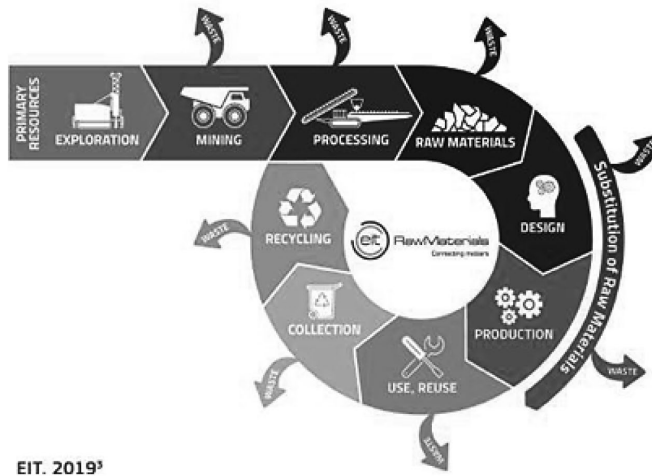 WASTE
WASTE
WASTE
PRIMARY
RESOURCES
EXPLORATION
MINING
PROCESSING
RAW MATERIALS
WASTE
Substitution of Raw Materials
DESIGN
WASTE
RECYCLING
eit RawMaterials
Connecting matters
PRODUCTION
COLLECTION
USE, REUSE
WASTE
WASTE
WASTE
EIT. 2019³